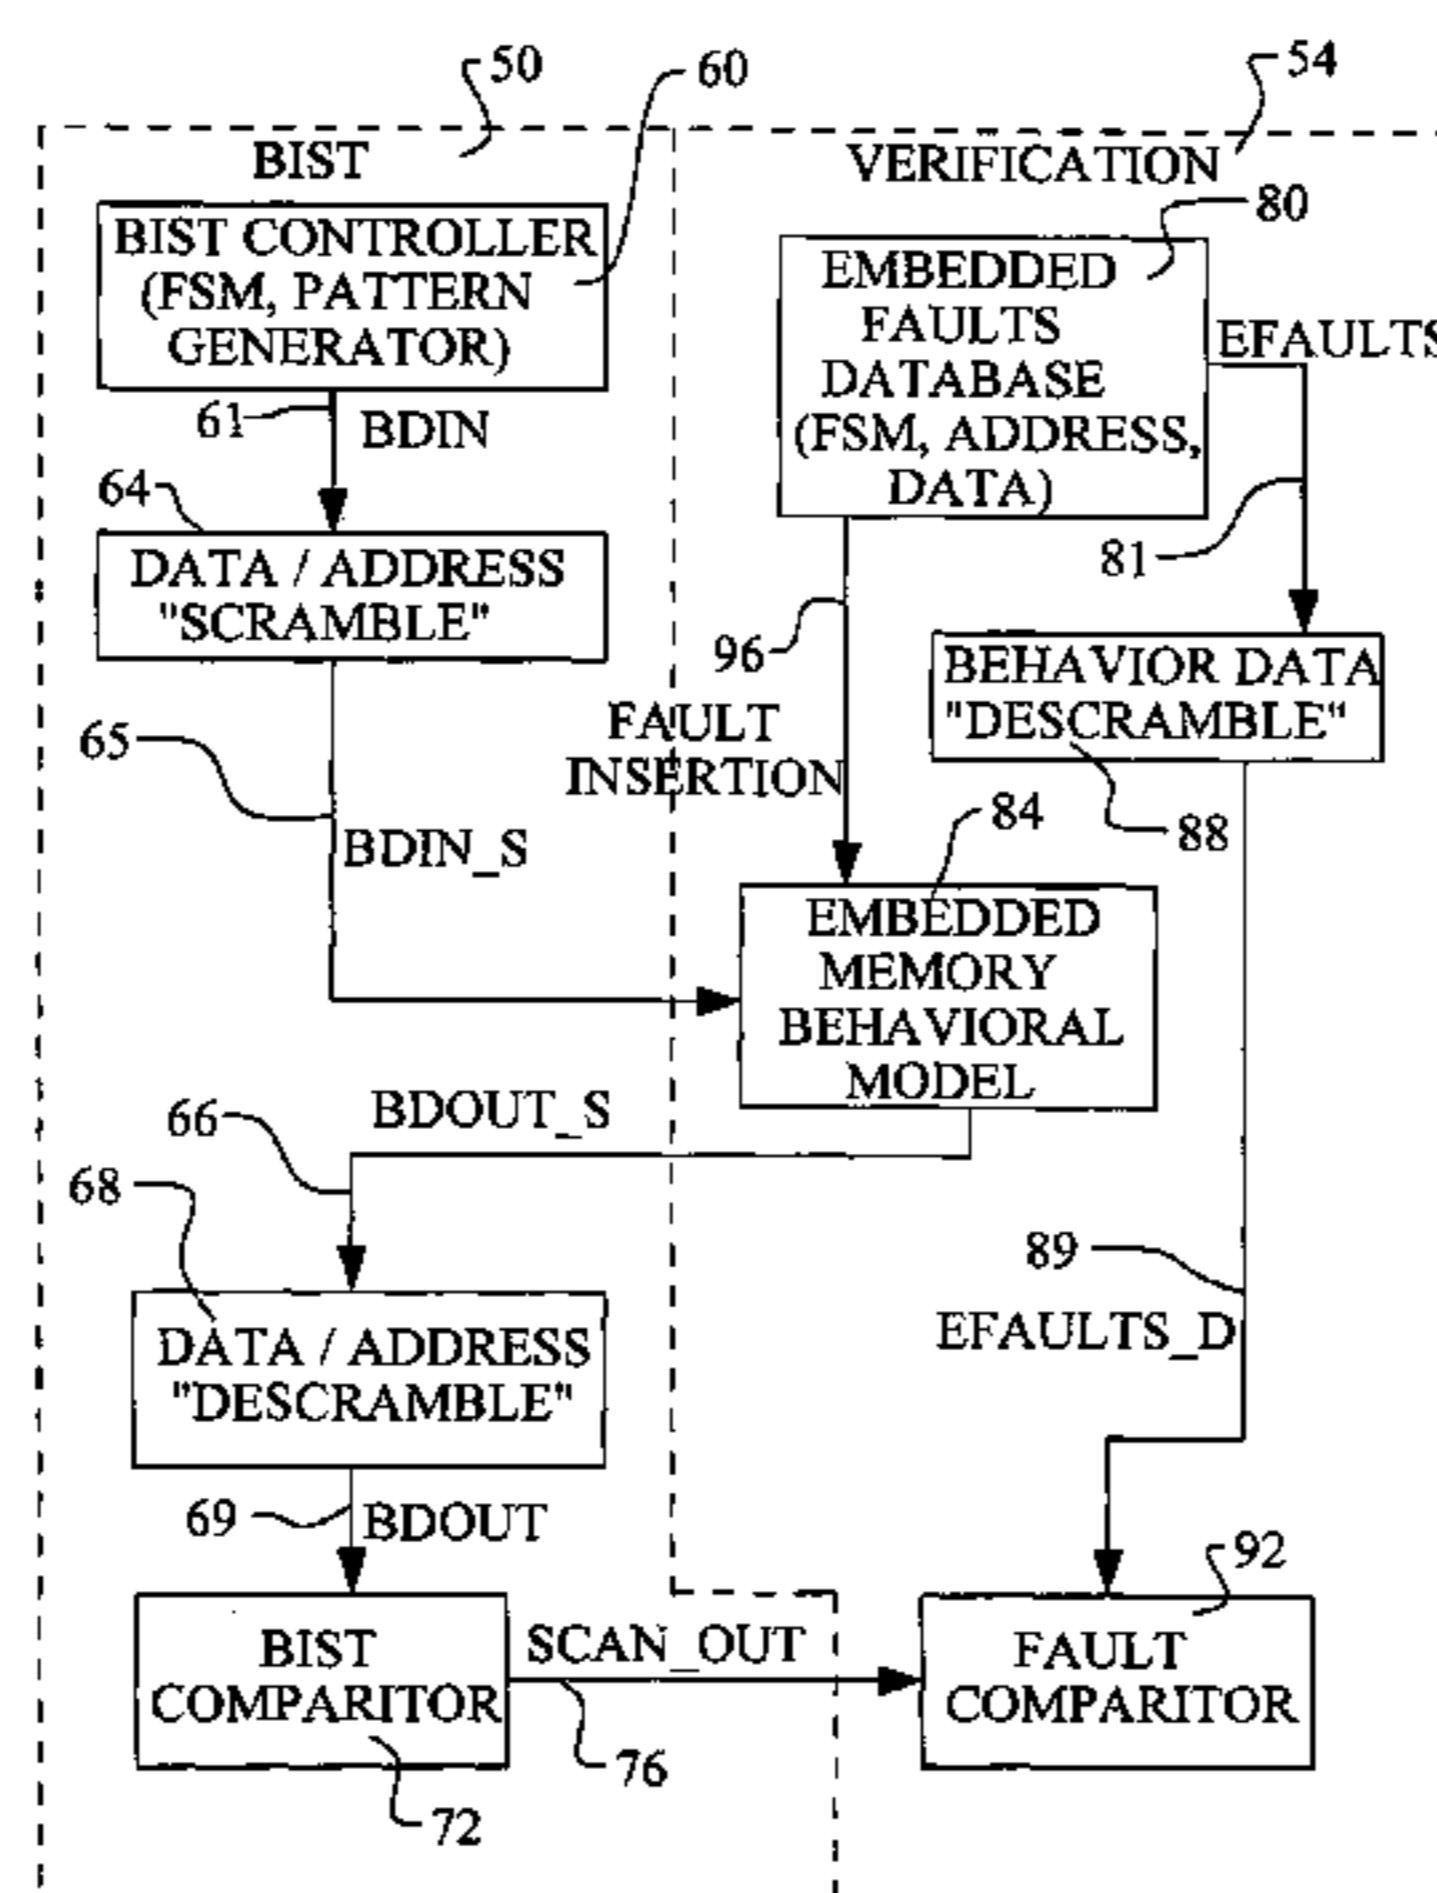 50
60
54
BIST
VERIFICATION
80
BIST CONTROLLER
(FSM, PATTERN
GENERATOR)
EMBEDDED
FAULTS
DATABASE
(FSM, ADDRESS,
DATA)
EFAULTS
61
BDIN
64
81
DATA / ADDRESS
"SCRAMBLE"
96
BEHAVIOR DATA
"DESCRAMBLE"
65
FAULT
INSERTION
84
88
BDIN_S
EMBEDDED
MEMORY
BEHAVIORAL
MODEL
66
BDOUT_S
68
89
DATA / ADDRESS
"DESCRAMBLE"
EFAULTS_D
69
BDOUT
92
BIST
COMPARITOR
SCAN_OUT
FAULT
COMPARITOR
76
72